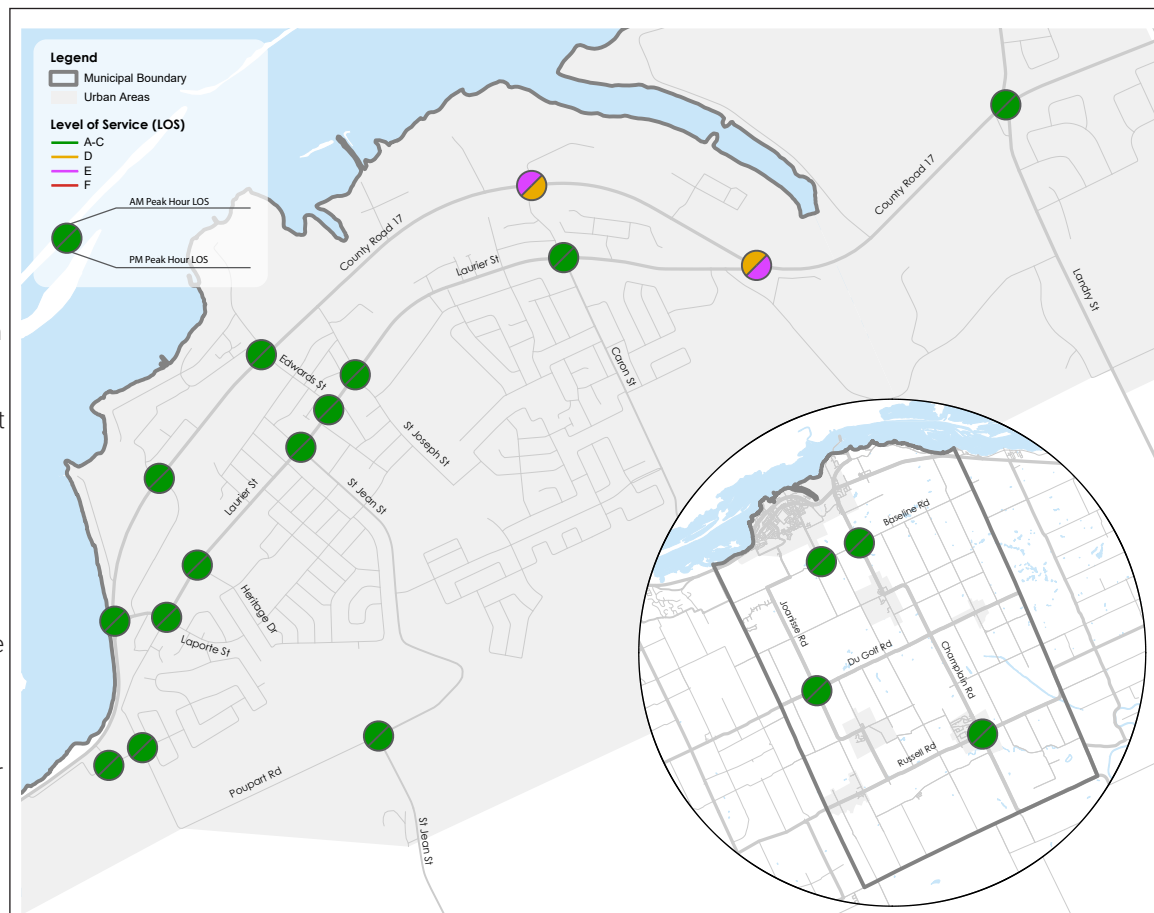 Legend
Municipal Boundary
Urban Areas
Level of Service (LOS)
A-C
D
E
F
AM Peak Hour LOS
PM Peak Hour LOS
County Road 17
County Road 17
Laurier St
Landry St
Caron St
Edwards St
St Joseph St
Laurier St
St Jean St
Heritage Dr
Laporte St
Poupart Rd
St Jean St
Baseline Rd
Joanisse Rd
Du Golf Rd
Champlain Rd
Russell Rd